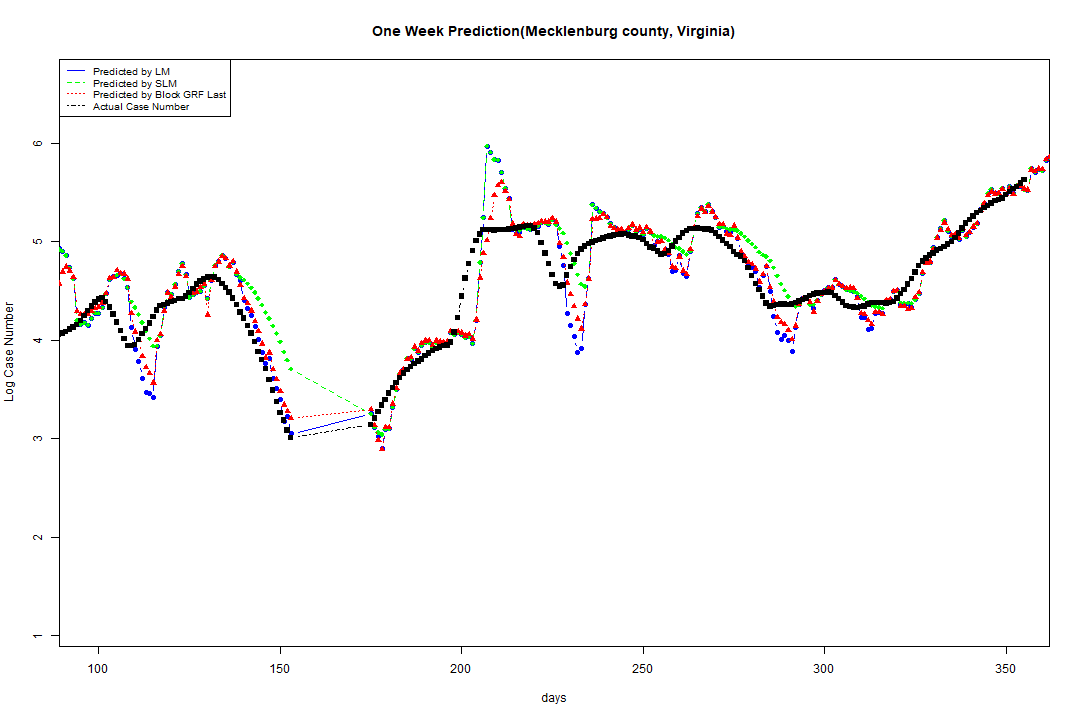 One Week Prediction(Mecklenburg county, Virginia)
Predicted by LM
Predicted by SLM
Predicted by Block GRF Last
Actual Case Number
Log Case Number
6
5
4
3
2
1
100 150 200 250 300 350
days